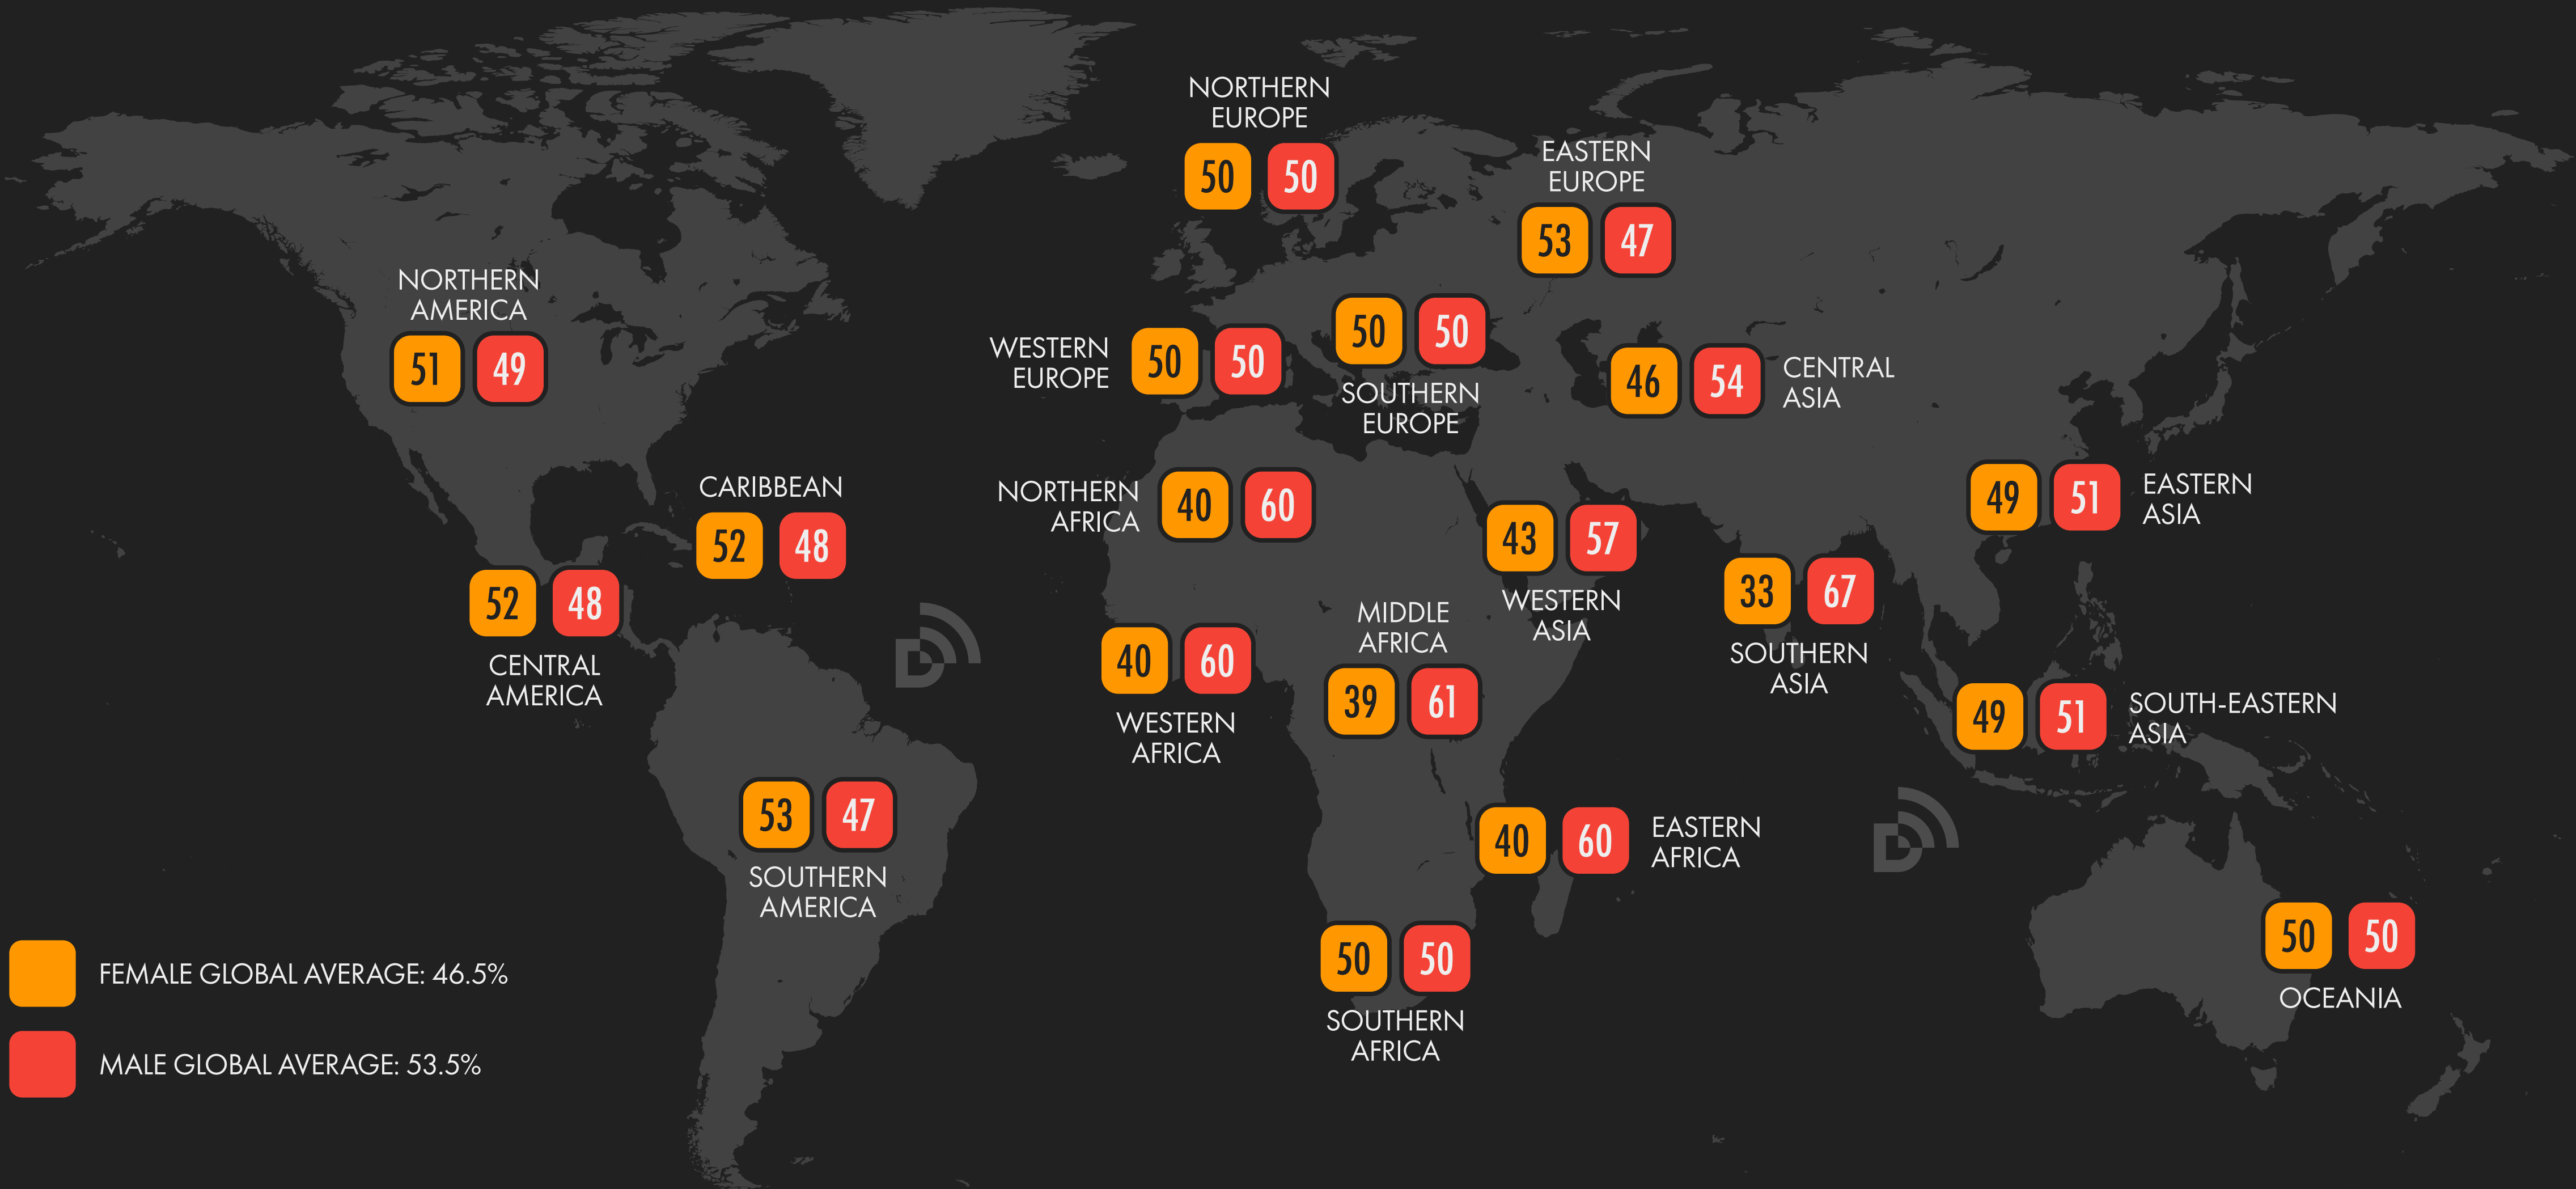 NORTHERN
EUROPE
50 50
EASTERN
EUROPE
53 47
NORTHERN
AMERICA
51 49
WESTERN
EUROPE
50 50
50 50
SOUTHERN
EUROPE
46 54
CENTRAL
ASIA
CARIBBEAN
52 48
NORTHERN
AFRICA
40 60
43 57
WESTERN
ASIA
49 51
EASTERN
ASIA
52 48
CENTRAL
AMERICA
33 67
SOUTHERN
ASIA
40 60
WESTERN
AFRICA
MIDDLE
AFRICA
39 61
49 51
SOUTH-EASTERN
ASIA
53 47
SOUTHERN
AMERICA
40 60
EASTERN
AFRICA
50 50
SOUTHERN
AFRICA
50 50
OCEANIA
FEMALE GLOBAL AVERAGE: 46.5%
MALE GLOBAL AVERAGE: 53.5%